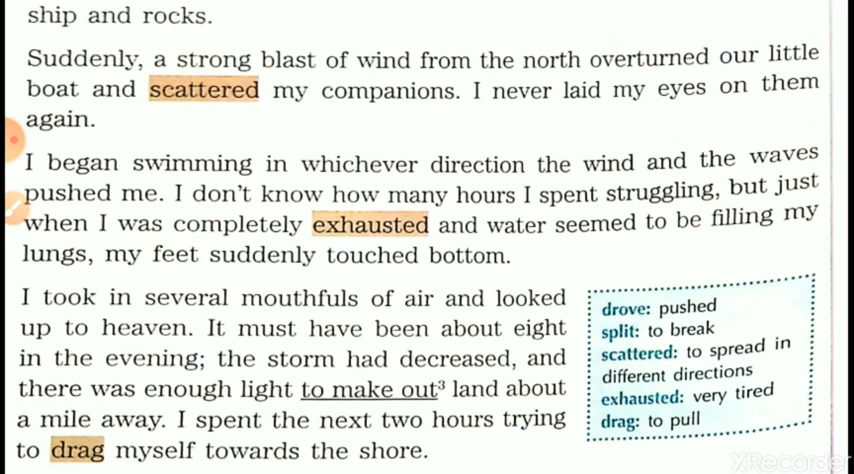 ship and rocks.
Suddenly, a strong blast of wind from the north overturned our little
boat and scattered my companions. I never laid my eyes on them
again.
I began swimming in whichever direction the wind and the waves
pushed me. I don't know how many hours I spent struggling, but just
when I was completely exhausted and water seemed to be filling my
lungs, my feet suddenly touched bottom.
I took in several mouthfuls of air and looked
up to heaven. It must have been about eight
in the evening; the storm had decreased, and
there was enough light to make out³ land about
a mile away. I spent the next two hours trying
to drag myself towards the shore.
drove: pushed
split: to break
scattered: to spread in
different directions
exhausted: very tired
drag: to pull
XRecorder